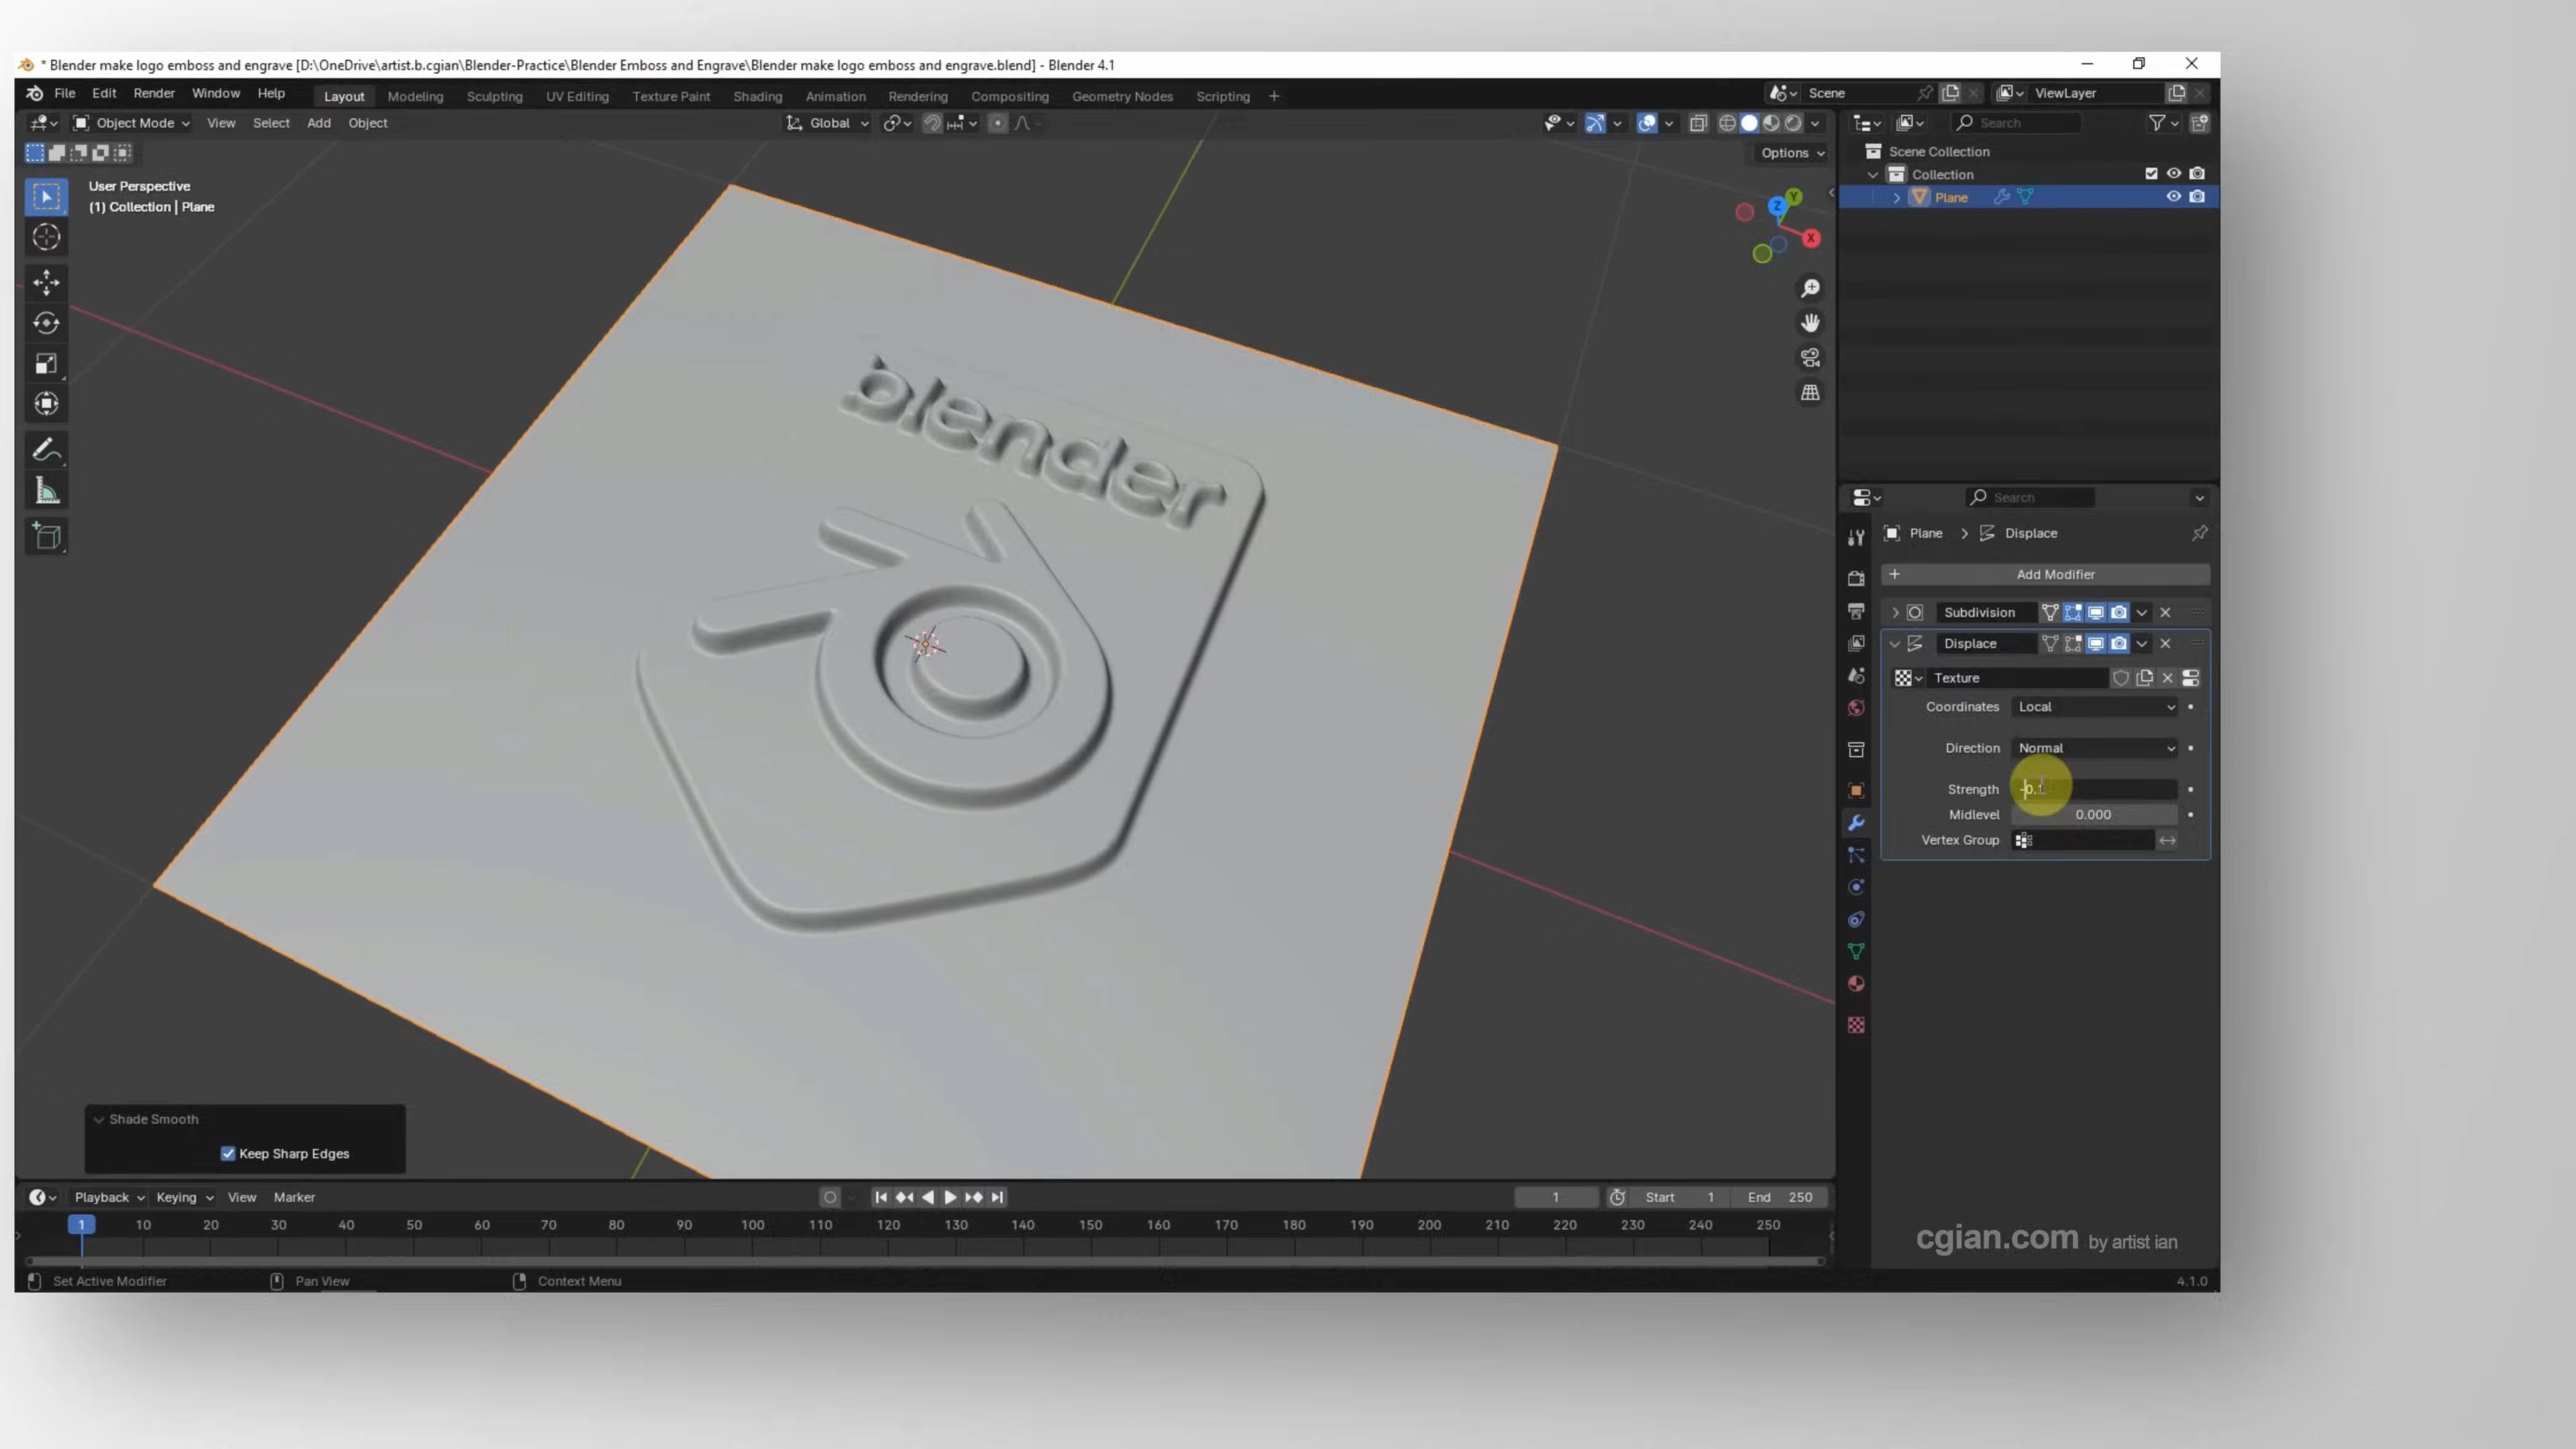 * Blender make logo emboss and engrave [D:\OneDrive\artist.b.cgian\Blender-Practice\Blender Emboss and Engrave\Blender make logo emboss and engrave.blend] - Blender 4.1
File Edit Render Window Help Layout Modeling Sculpting UV Editing Texture Paint Shading Animation Rendering Compositing Geometry Nodes Scripting + Scene ViewLayer
Object Mode View Select Add Object Global Search
Options
User Perspective
(1) Collection | Plane
Scene Collection
Collection
Plane
Z Y X
blender
Search
Plane > Displace
+ Add Modifier
Subdivision
Displace
Texture
Coordinates Local
Direction Normal
Strength -0.1
Midlevel 0.000
Vertex Group
Shade Smooth
Keep Sharp Edges
Playback Keying View Marker 1 Start 1 End 250
1 10 20 30 40 50 60 70 80 90 100 110 120 130 140 150 160 170 180 190 200 210 220 230 240 250
cgian.com by artist ian
Set Active Modifier Pan View Context Menu 4.1.0